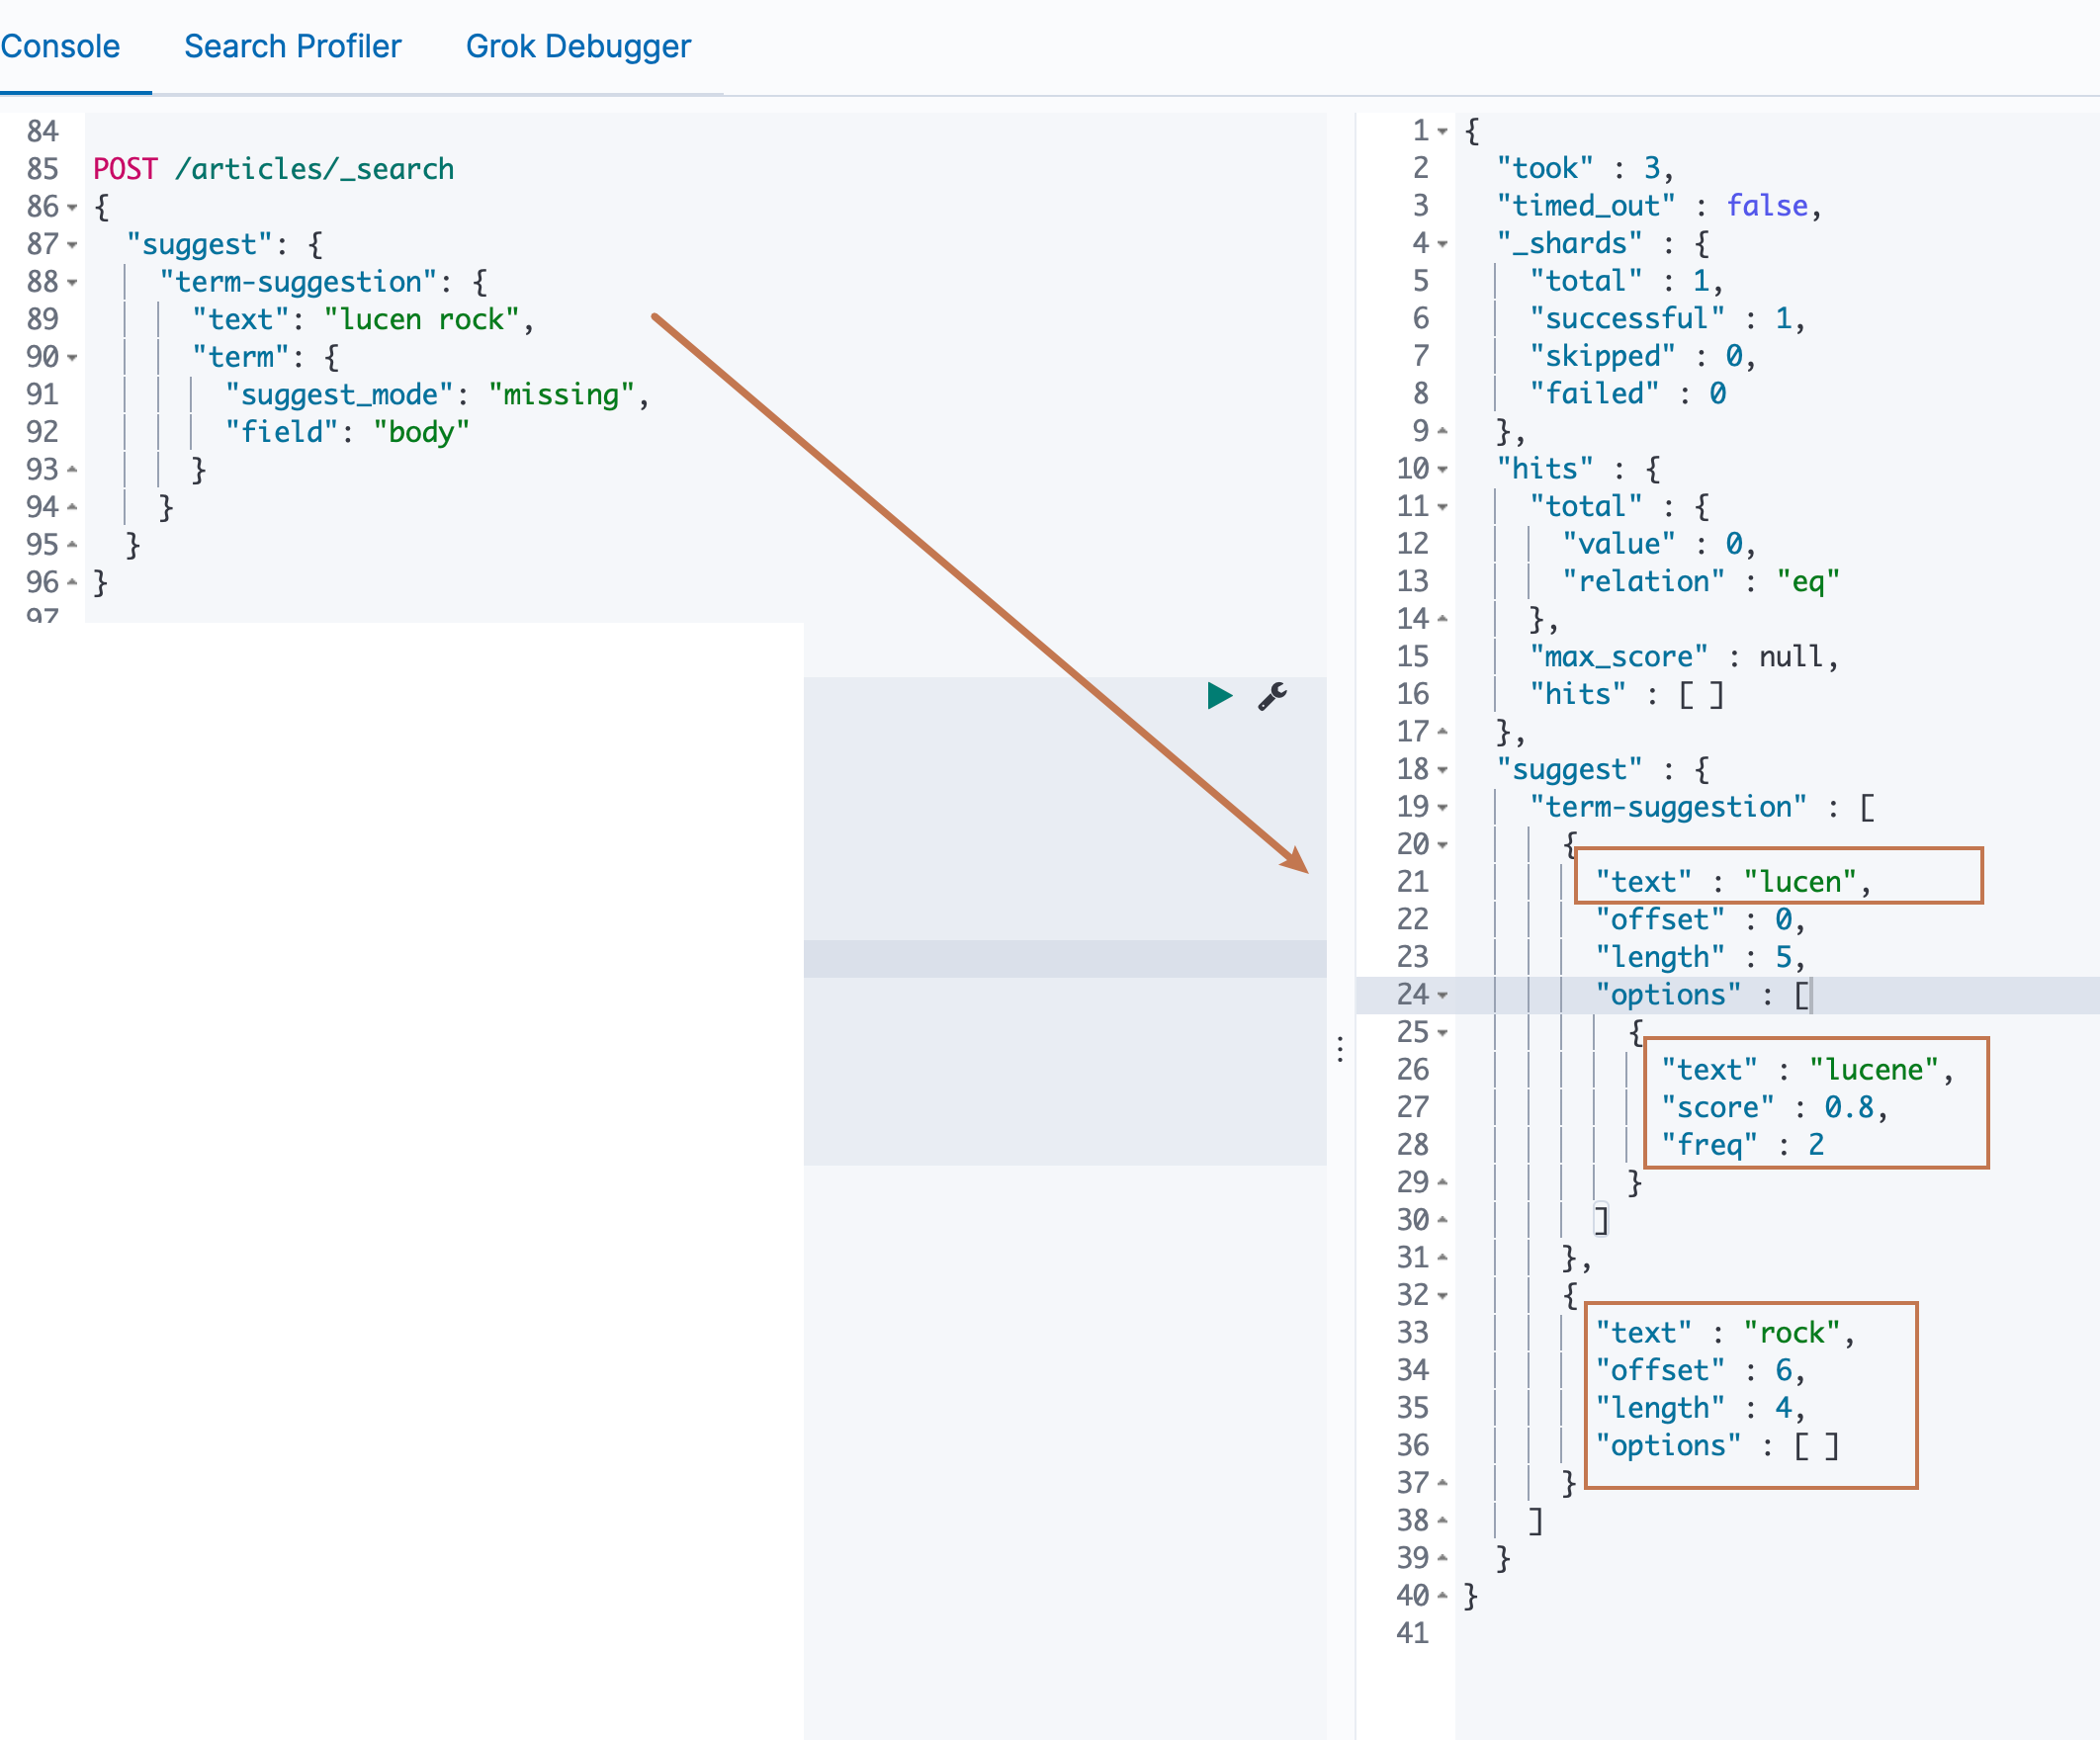 Console Search Profiler Grok Debugger
84
85 POST /articles/_search
86 {
87 "suggest": {
88 "term-suggestion": {
89 "text": "lucen rock",
90 "term": {
91 "suggest_mode": "missing",
92 "field": "body"
93 }
94 }
95 }
96 }
97
1 {
2 "took" : 3,
3 "timed_out" : false,
4 "_shards" : {
5 "total" : 1,
6 "successful" : 1,
7 "skipped" : 0,
8 "failed" : 0
9 },
10 "hits" : {
11 "total" : {
12 "value" : 0,
13 "relation" : "eq"
14 },
15 "max_score" : null,
16 "hits" : [ ]
17 },
18 "suggest" : {
19 "term-suggestion" : [
20 {
21 "text" : "lucen",
22 "offset" : 0,
23 "length" : 5,
24 "options" : [
25 {
26 "text" : "lucene",
27 "score" : 0.8,
28 "freq" : 2
29 }
30 ]
31 },
32 {
33 "text" : "rock",
34 "offset" : 6,
35 "length" : 4,
36 "options" : [ ]
37 }
38 ]
39 }
40 }
41